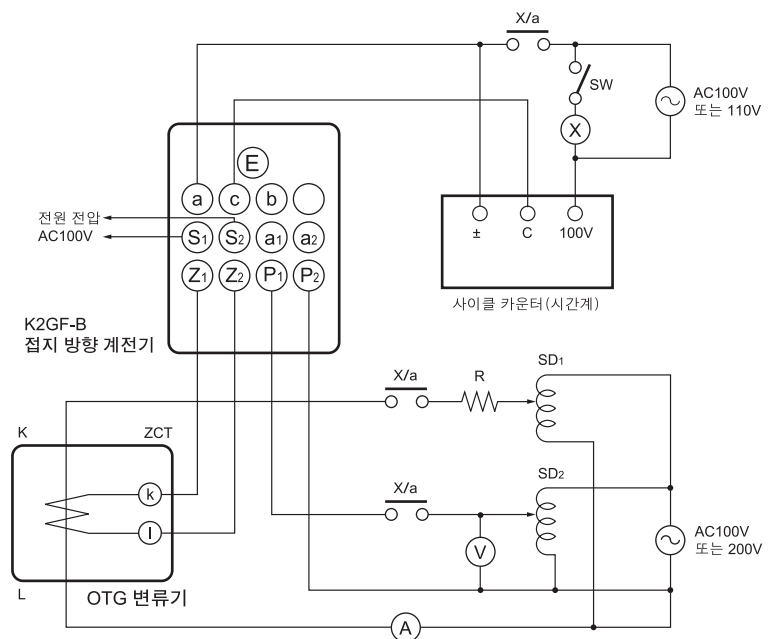 X/a
SW
X
AC100V
또는 110V
E
a
c
b
전원 전압
AC100V
S1
S2
a1
a2
±
C
100V
Z1
Z2
P1
P2
사이클 카운터(시간계)
K2GF-B
접지 방향 계전기
X/a
R
SD1
K
ZCT
k
l
X/a
SD2
V
AC100V
또는 200V
L
OTG 변류기
A